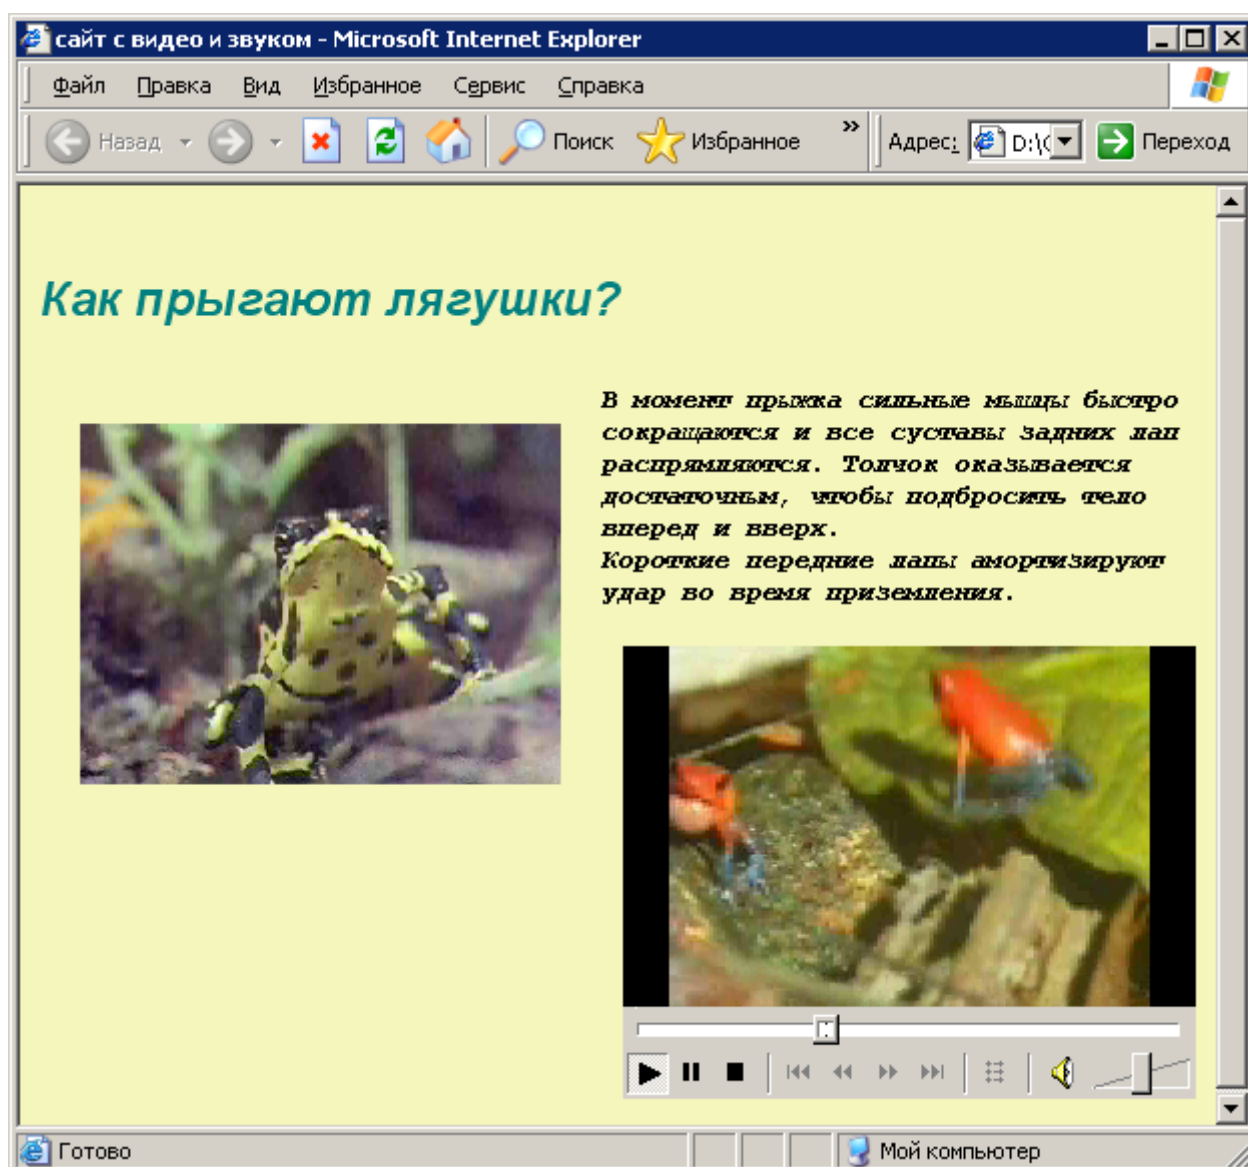 сайт с видео и звуком - Microsoft Internet Explorer
Файл Правка Вид Избранное Сервис Справка
Назад Поиск Избранное » Адрес: D:\ Переход
Как прыгают лягушки?
В момент прыжка сильные мышцы быстро
сокращаются и все суставы задних лап
распрямляются. Толчок оказывается
достаточным, чтобы подбросить тело
вперед и вверх.
Короткие передние лапы амортизируют
удар во время приземления.
Готово Мой компьютер